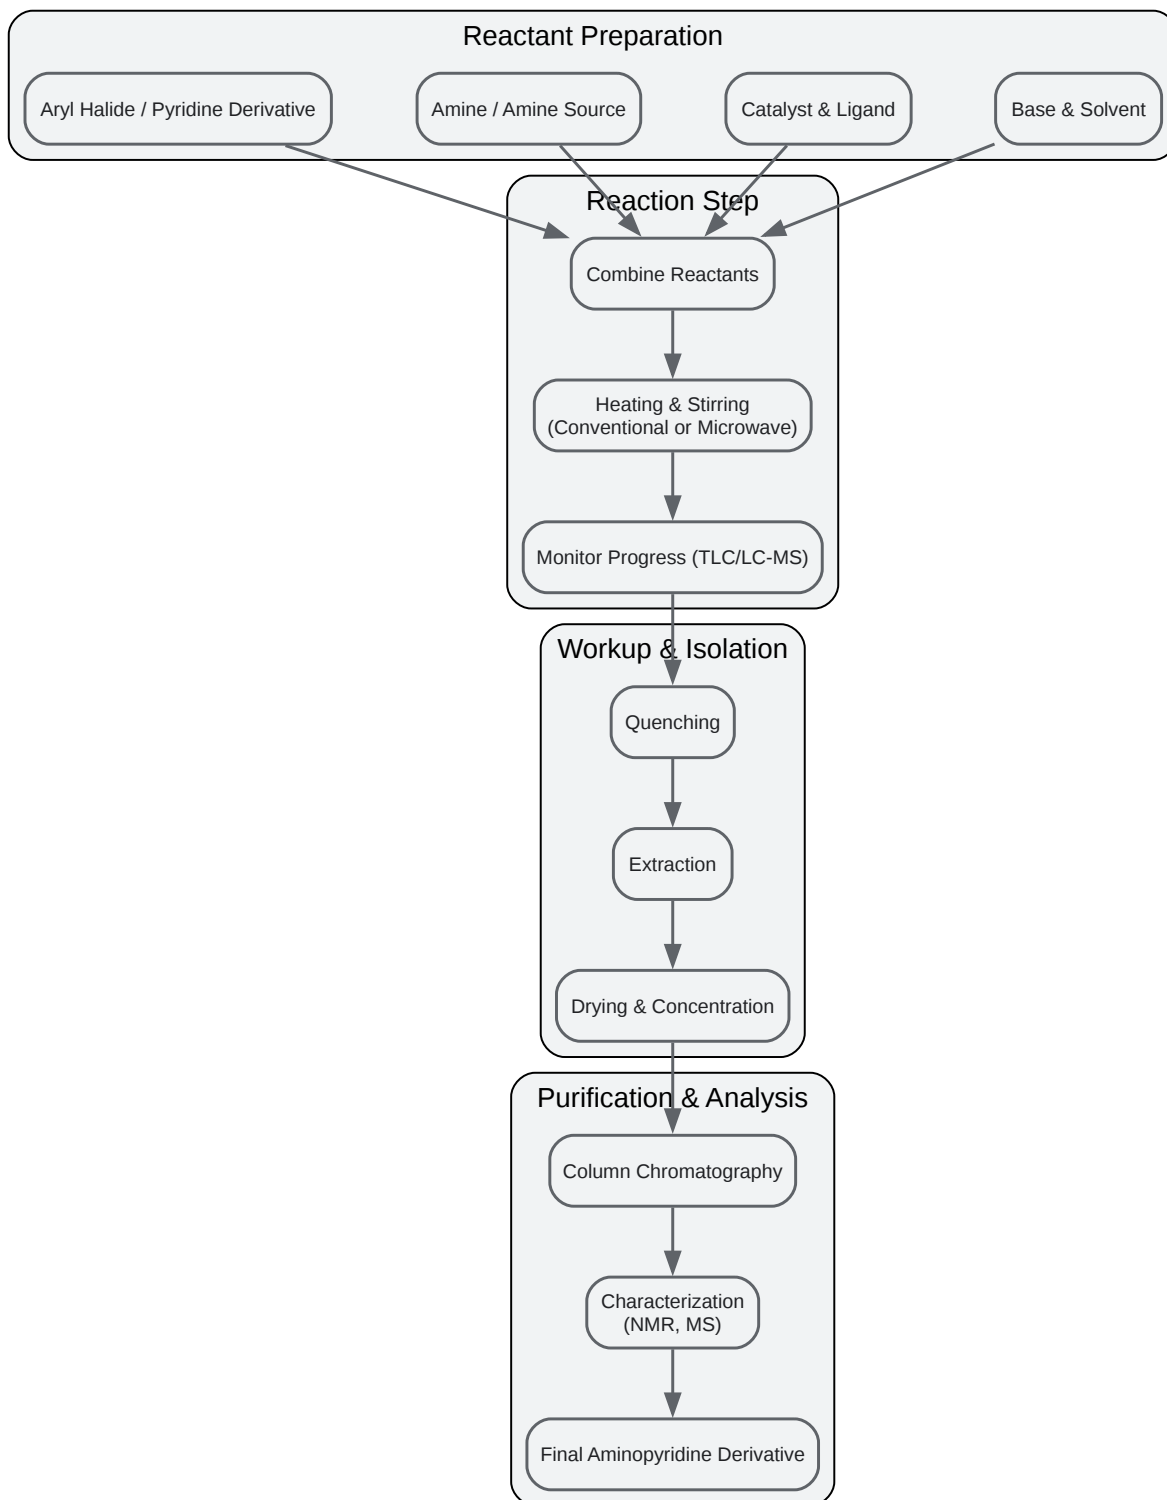 Reactant Preparation
Aryl Halide / Pyridine Derivative
Amine / Amine Source
Catalyst & Ligand
Base & Solvent
Reaction Step
Combine Reactants
Heating & Stirring
(Conventional or Microwave)
Monitor Progress (TLC/LC-MS)
Workup & Isolation
Quenching
Extraction
Drying & Concentration
Purification & Analysis
Column Chromatography
Characterization
(NMR, MS)
Final Aminopyridine Derivative